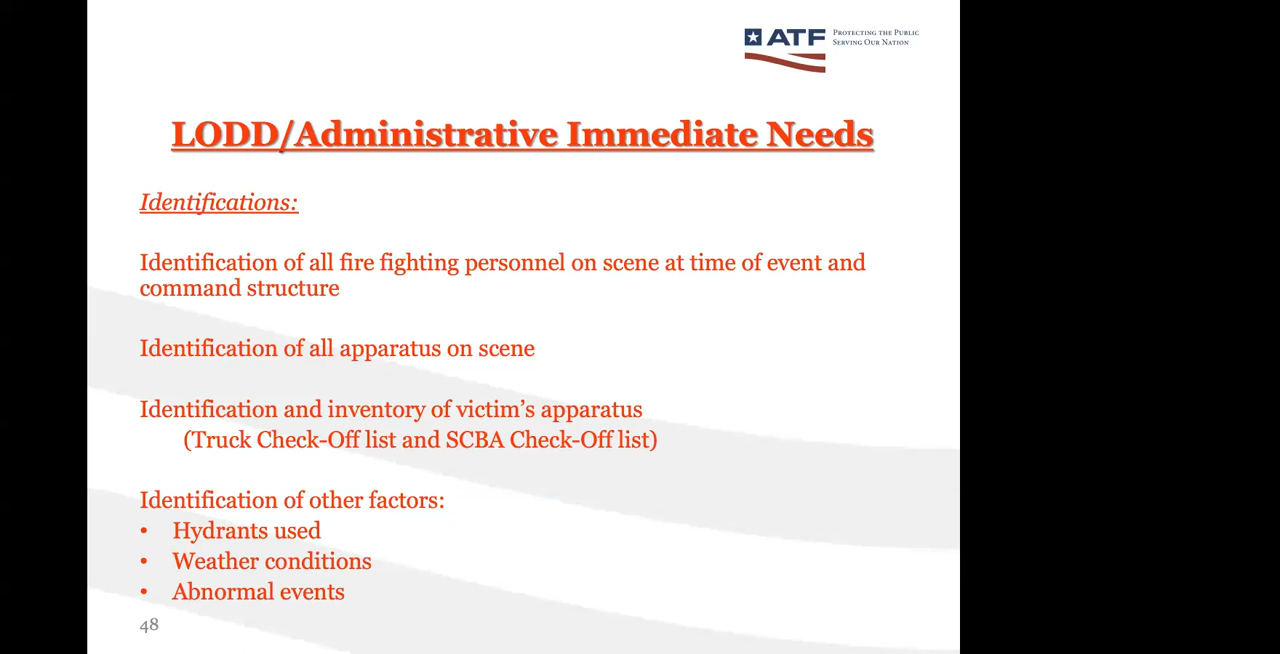 ATF
PROTECTING THE PUBLIC
SERVING OUR NATION
LODD/Administrative Immediate Needs
Identifications:
Identification of all fire fighting personnel on scene at time of event and
command structure
Identification of all apparatus on scene
Identification and inventory of victim’s apparatus
(Truck Check-Off list and SCBA Check-Off list)
Identification of other factors:
• Hydrants used
• Weather conditions
• Abnormal events
48